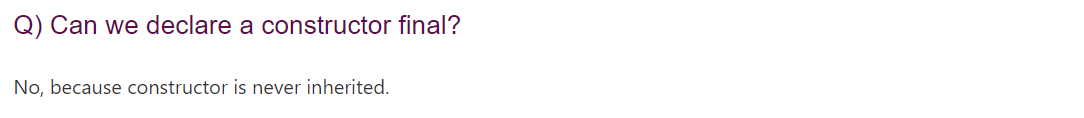 Q) Can we declare a constructor final?
No, because constructor is never inherited.